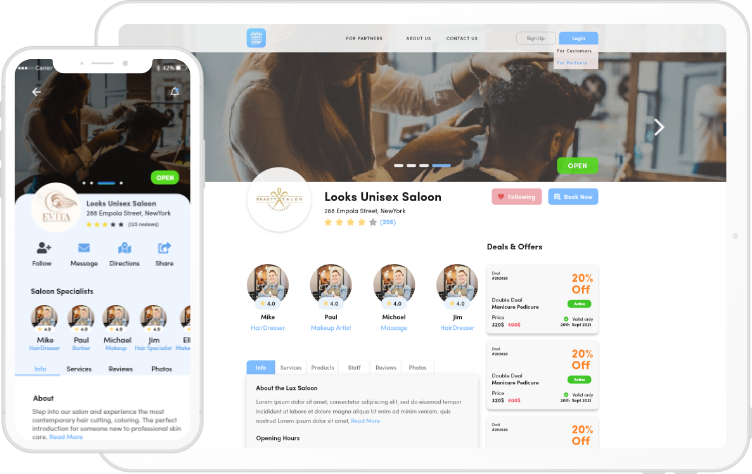 Carrier
42%
OPEN
EVITA
Looks Unisex Saloon
288 Empola Street, NewYork
(135 reviews)
Follow
Message
Directions
Share
Saloon Specialists
4.0
4.0
4.0
4.0
Mike
Paul
Michael
Jim
El
HairDresser
Barber
Makeup
Hair Specialist
Make
Info
Services
Reviews
Photos
About
Step into our salon and experience the most
contemporary hair cutting, coloring. The perfect
introduction for someone new to professional skin
care. Read More
FOR PARTNERS
ABOUT US
CONTACT US
Sign Up
Login
For Customers
For Partners
OPEN
BEAUTY SALON
Looks Unisex Saloon
288 Empola Street, NewYork
(256)
Following
Book Now
4.0
4.0
4.0
4.0
Mike
Paul
Michael
Jim
HairDresser
Makeup Artist
Massage
HairDresser
Info
Services
Products
Staff
Reviews
Photos
About the Lux Saloon
Lorem ipsum dolor sit amet, consectetur adipiscing elit, sed do eiusmod
tempor incididunt ut labore et dolore magna aliqua. Ut enim ad minim veniam,
quis nostrud Lorem ipsum dolor sit amet, Read More
Opening Hours
Deals & Offers
Deal
20%
Off
Double Deal
Manicure Pedicure
Active
Price
320$ 400$
Valid only
20th Sept 2021
Deal
20%
Off
Double Deal
Manicure Pedicure
Active
Price
320$ 400$
Valid only
20th Sept 2021
Deal
20%
Off